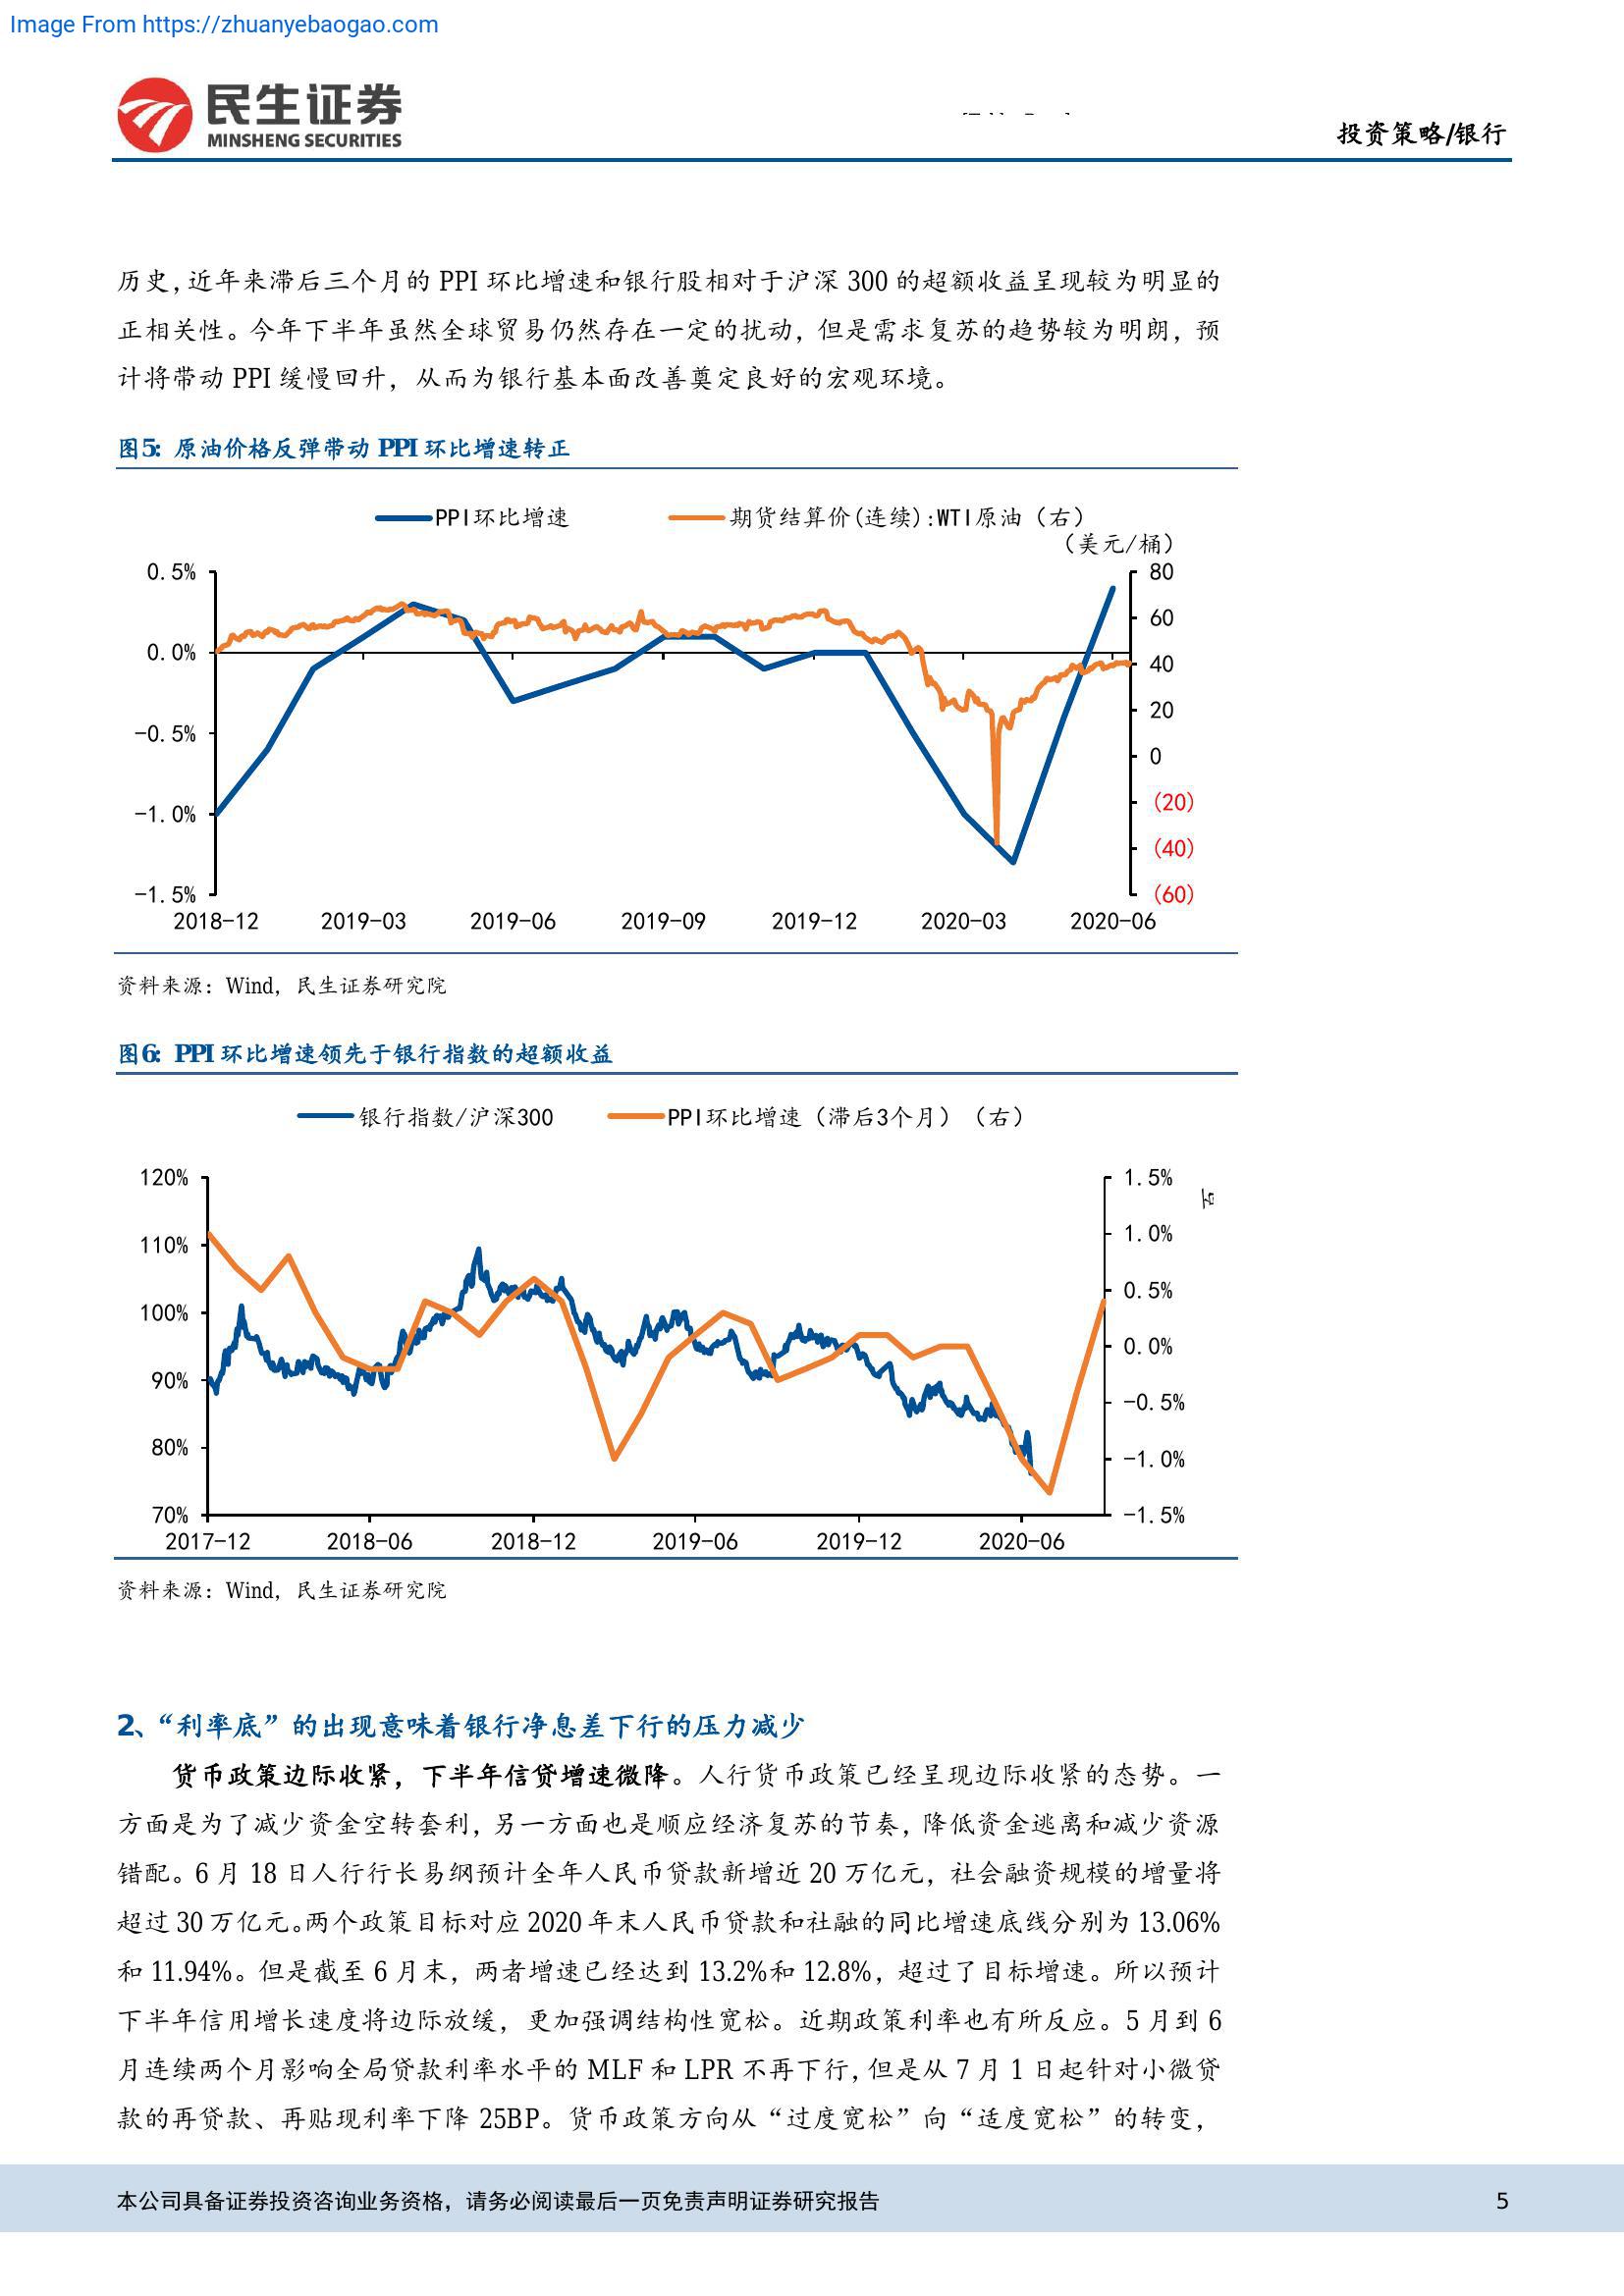 Image From https://zhuanyebaogao.com
民生证券
MINSHENG SECURITIES
投资策略/银行
历史，近年来滞后三个月的 PPI 环比增速和银行股相对于沪深 300 的超额收益呈现较为明显的
正相关性。今年下半年虽然全球贸易仍然存在一定的扰动，但是需求复苏的趋势较为明朗，预
计将带动 PPI 缓慢回升，从而为银行基本面改善奠定良好的宏观环境。
图5: 原油价格反弹带动 PPI 环比增速转正
PPI环比增速
期货结算价(连续):WTI原油（右）
（美元/桶）
0.5%
0.0%
-0.5%
-1.0%
-1.5%
80
60
40
20
0
(20)
(40)
(60)
2018-12 2019-03 2019-06 2019-09 2019-12 2020-03 2020-06
资料来源：Wind，民生证券研究院
图6: PPI 环比增速领先于银行指数的超额收益
银行指数/沪深300
PPI环比增速（滞后3个月）（右）
120%
110%
100%
90%
80%
70%
1.5%
1.0%
0.5%
0.0%
-0.5%
-1.0%
-1.5%
2017-12 2018-06 2018-12 2019-06 2019-12 2020-06
资料来源：Wind，民生证券研究院
2、“利率底”的出现意味着银行净息差下行的压力减少
货币政策边际收紧，下半年信贷增速微降。人行货币政策已经呈现边际收紧的态势。一
方面是为了减少资金空转套利，另一方面也是顺应经济复苏的节奏，降低资金逃离和减少资源
错配。6 月 18 日人行行长易纲预计全年人民币贷款新增近 20 万亿元，社会融资规模的增量将
超过 30 万亿元。两个政策目标对应 2020 年末人民币贷款和社融的同比增速底线分别为 13.06%
和 11.94%。但是截至 6 月末，两者增速已经达到 13.2%和 12.8%，超过了目标增速。所以预计
下半年信用增长速度将边际放缓，更加强调结构性宽松。近期政策利率也有所反应。5 月到 6
月连续两个月影响全局贷款利率水平的 MLF 和 LPR 不再下行，但是从 7 月 1 日起针对小微贷
款的再贷款、再贴现利率下降 25BP。货币政策方向从“过度宽松”向“适度宽松”的转变，
本公司具备证券投资咨询业务资格，请务必阅读最后一页免责声明证券研究报告
5